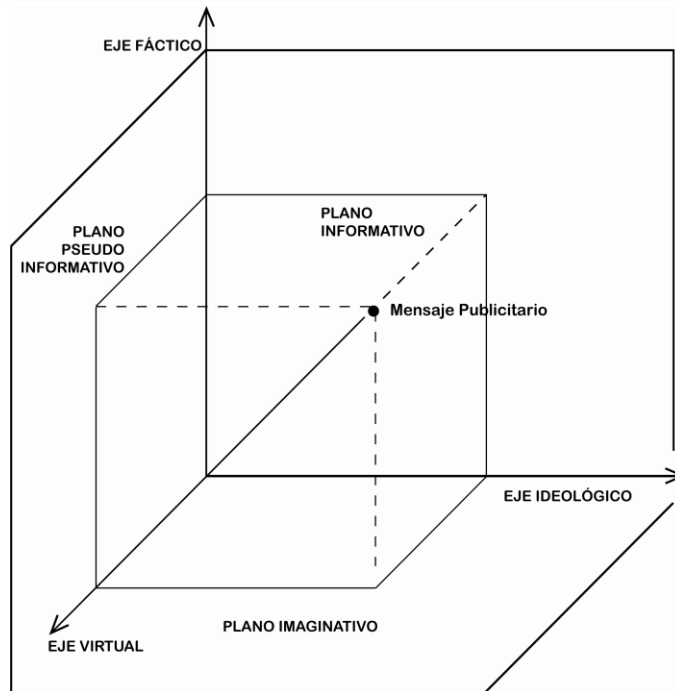 EJE FÁCTICO
PLANO
PSEUDO
INFORMATIVO
PLANO
INFORMATIVO
Mensaje Publicitario
EJE IDEOLÓGICO
PLANO IMAGINATIVO
EJE VIRTUAL